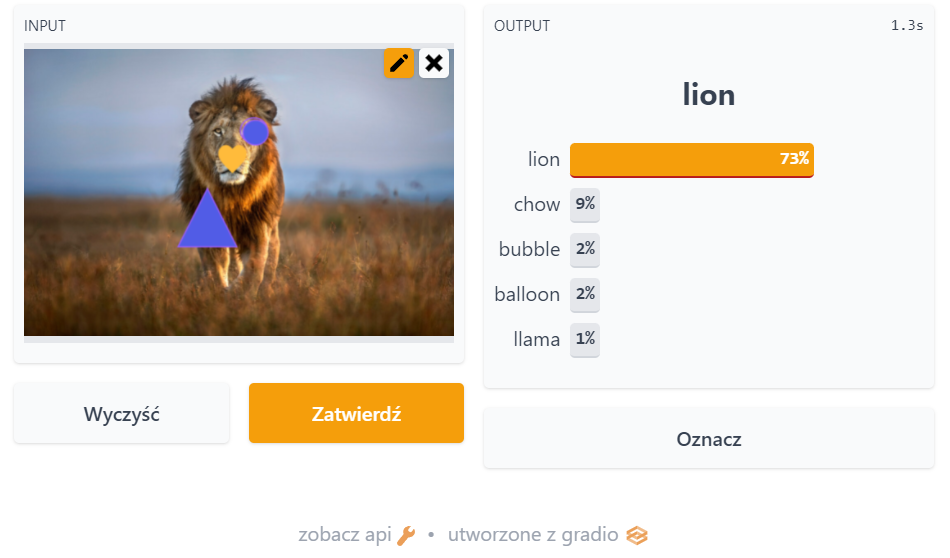 INPUT
OUTPUT 1.3s
lion
lion 73%
chow 9%
bubble 2%
balloon 2%
llama 1%
Wyczyść Zatwierdź
Oznacz
zobacz api • utworzone z gradio